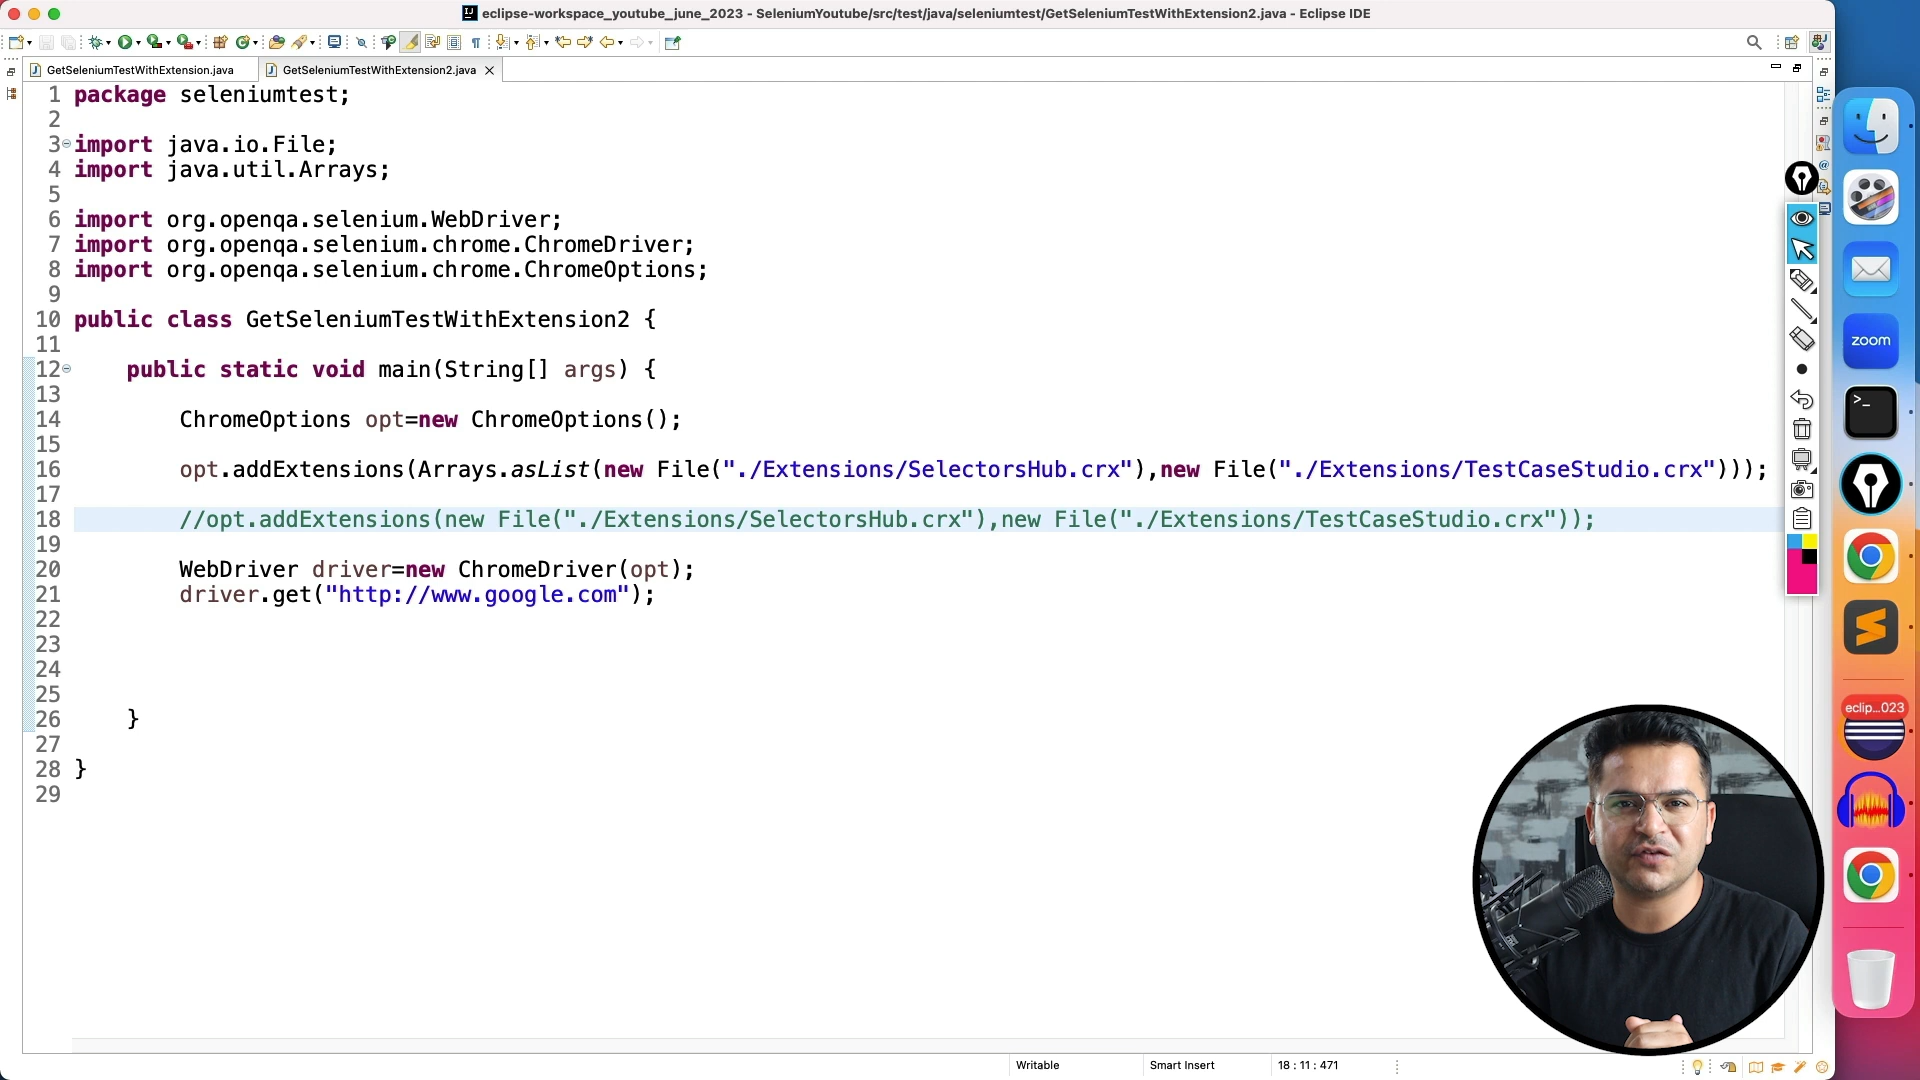 eclipse-workspace_youtube_june_2023 - SeleniumYoutube/src/test/java/seleniumtest/GetSeleniumTestWithExtension2.java - Eclipse IDE
GetSeleniumTestWithExtension.java
GetSeleniumTestWithExtension2.java
1 package seleniumtest;
2
3 import java.io.File;
4 import java.util.Arrays;
5
6 import org.openqa.selenium.WebDriver;
7 import org.openqa.selenium.chrome.ChromeDriver;
8 import org.openqa.selenium.chrome.ChromeOptions;
9
10 public class GetSeleniumTestWithExtension2 {
11
12 public static void main(String[] args) {
13
14 ChromeOptions opt=new ChromeOptions();
15
16 opt.addExtensions(Arrays.asList(new File("./Extensions/SelectorsHub.crx"),new File("./Extensions/TestCaseStudio.crx")));
17
18 //opt.addExtensions(new File("./Extensions/SelectorsHub.crx"),new File("./Extensions/TestCaseStudio.crx"));
19
20 WebDriver driver=new ChromeDriver(opt);
21 driver.get("http://www.google.com");
22
23
24
25
26 }
27
28 }
29
zoom
eclip...023
Writable
Smart Insert
18 : 11 : 471